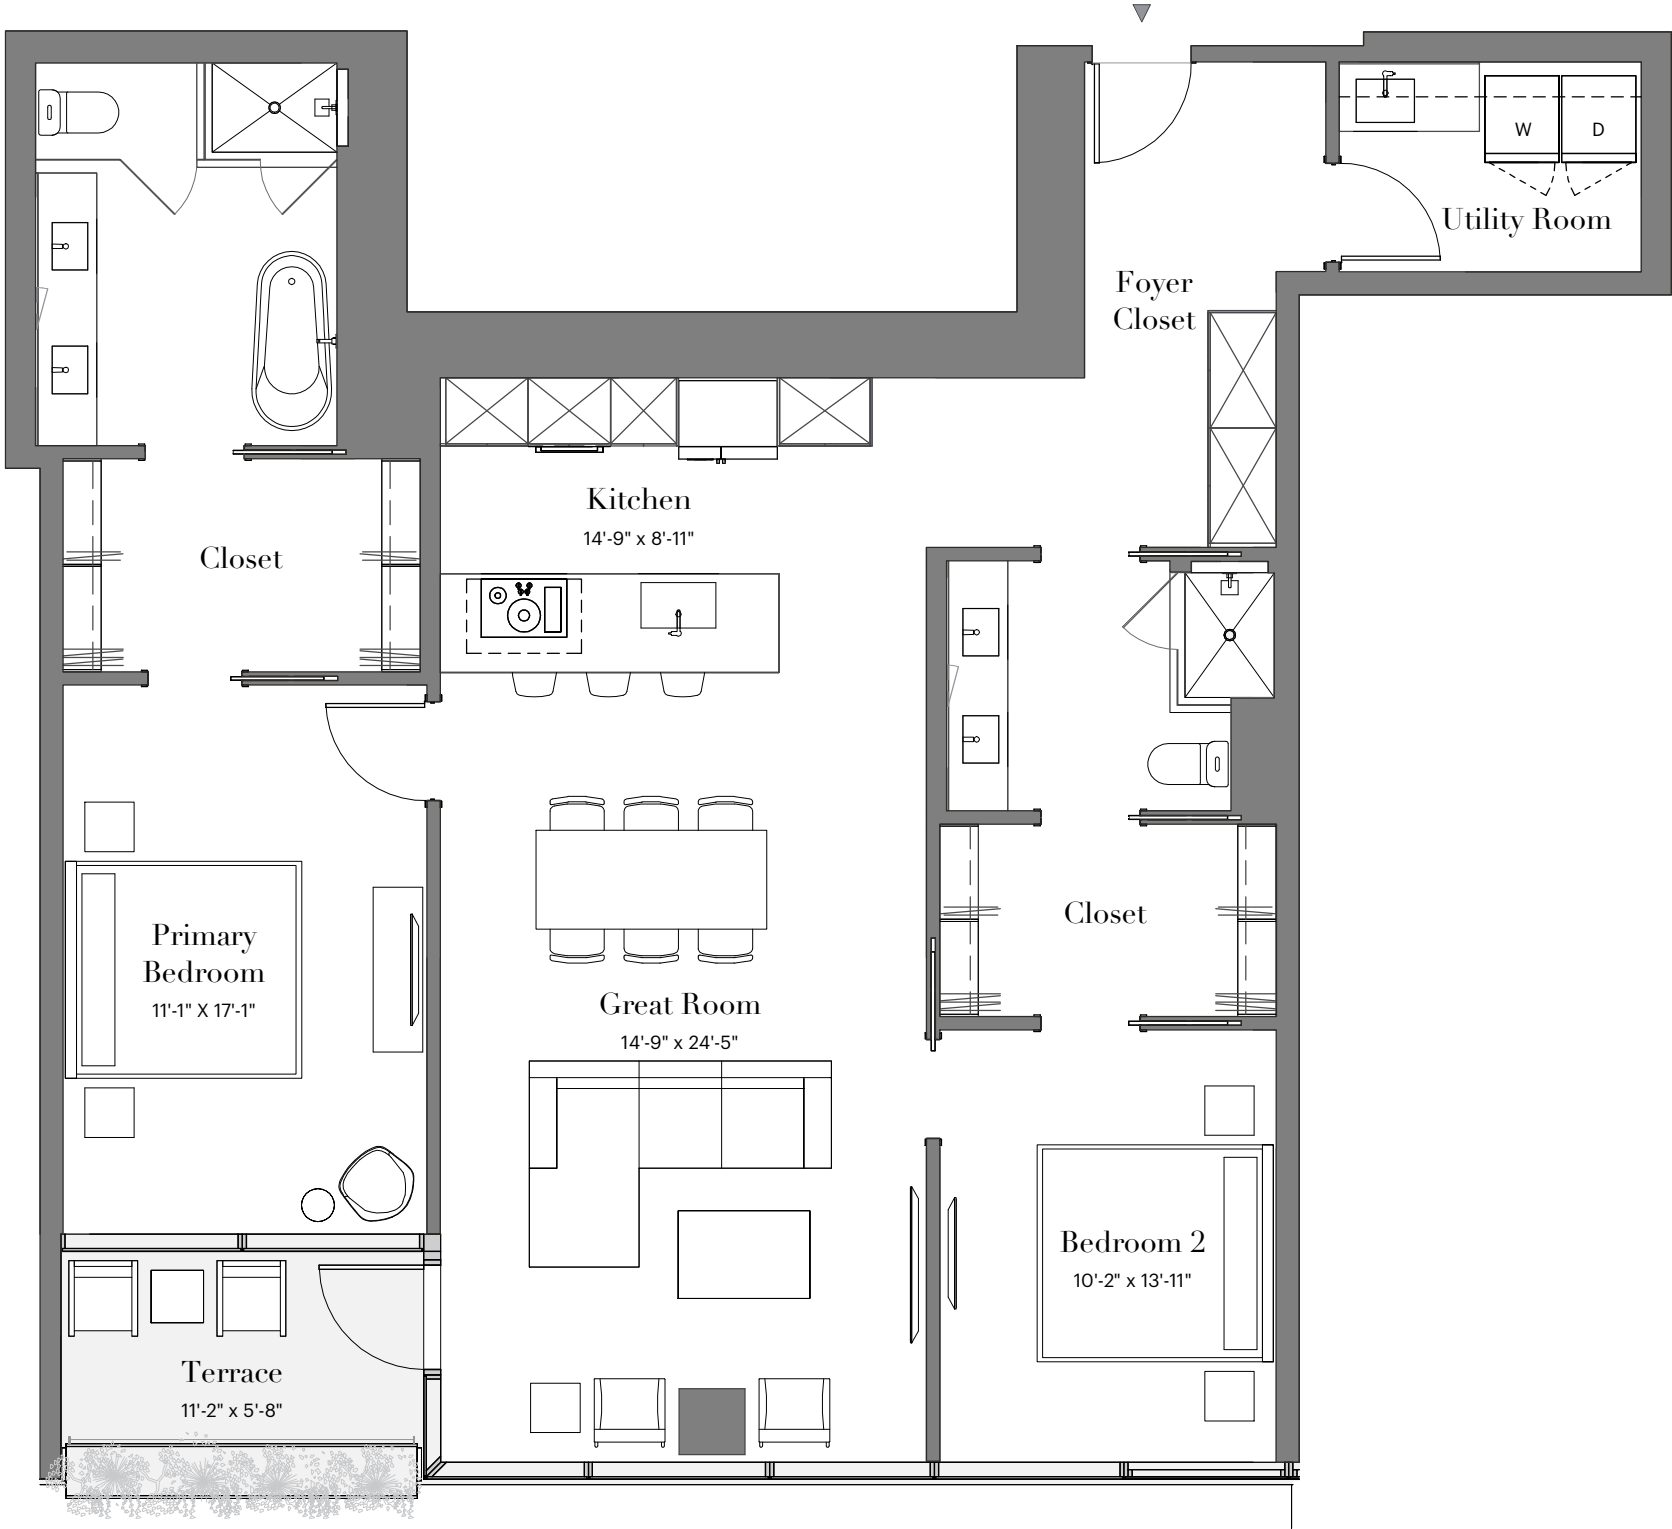 W
D
Utility Room
Foyer
Closet
Kitchen
14'-9" x 8'-11"
Closet
Closet
Primary
Bedroom
11'-1" X 17'-1"
Great Room
14'-9" x 24'-5"
Bedroom 2
10'-2" x 13'-11"
Terrace
11'-2" x 5'-8"